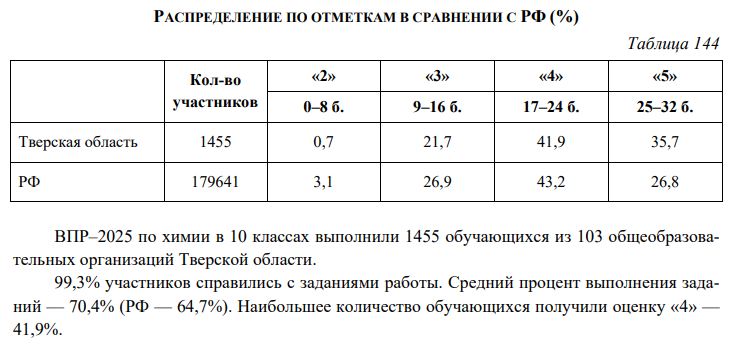 РАСПРЕДЕЛЕНИЕ ПО ОТМЕТКАМ В СРАВНЕНИИ С РФ (%)
Таблица 144
Кол-во участников «2» «3» «4» «5»
0–8 б. 9–16 б. 17–24 б. 25–32 б.
Тверская область 1455 0,7 21,7 41,9 35,7
РФ 179641 3,1 26,9 43,2 26,8
ВПР–2025 по химии в 10 классах выполнили 1455 обучающихся из 103 общеобразова-
тельных организаций Тверской области.
99,3% участников справились с заданиями работы. Средний процент выполнения зада-
ний — 70,4% (РФ — 64,7%). Наибольшее количество обучающихся получили оценку «4» —
41,9%.